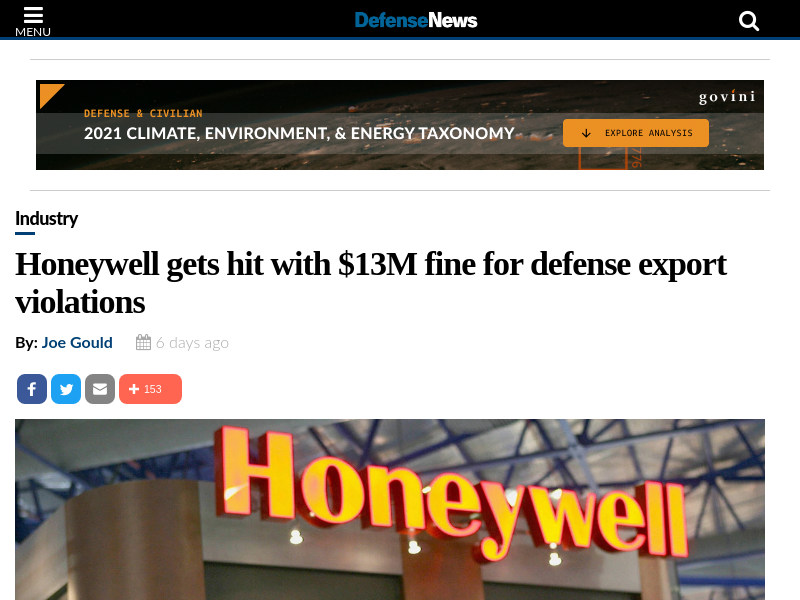 MENU
DefenseNews
govini
DEFENSE & CIVILIAN
2021 CLIMATE, ENVIRONMENT, & ENERGY TAXONOMY
EXPLORE ANALYSIS
776
Industry
Honeywell gets hit with $13M fine for defense export
violations
By: Joe Gould 6 days ago
153
Honeywell